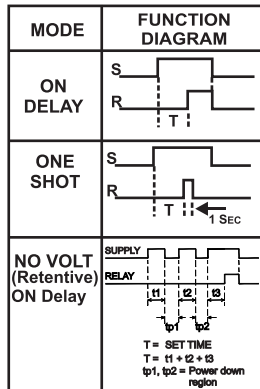 MODE
FUNCTION
DIAGRAM
ON
DELAY
S
R
T
ONE
SHOT
S
R
T
1 SEC
NO VOLT
(Retentive)
ON Delay
SUPPLY
RELAY
t1 t2 t3
tp1 tp2
T = SET TIME
T = t1 + t2 + t3
tp1, tp2 = Power down
region